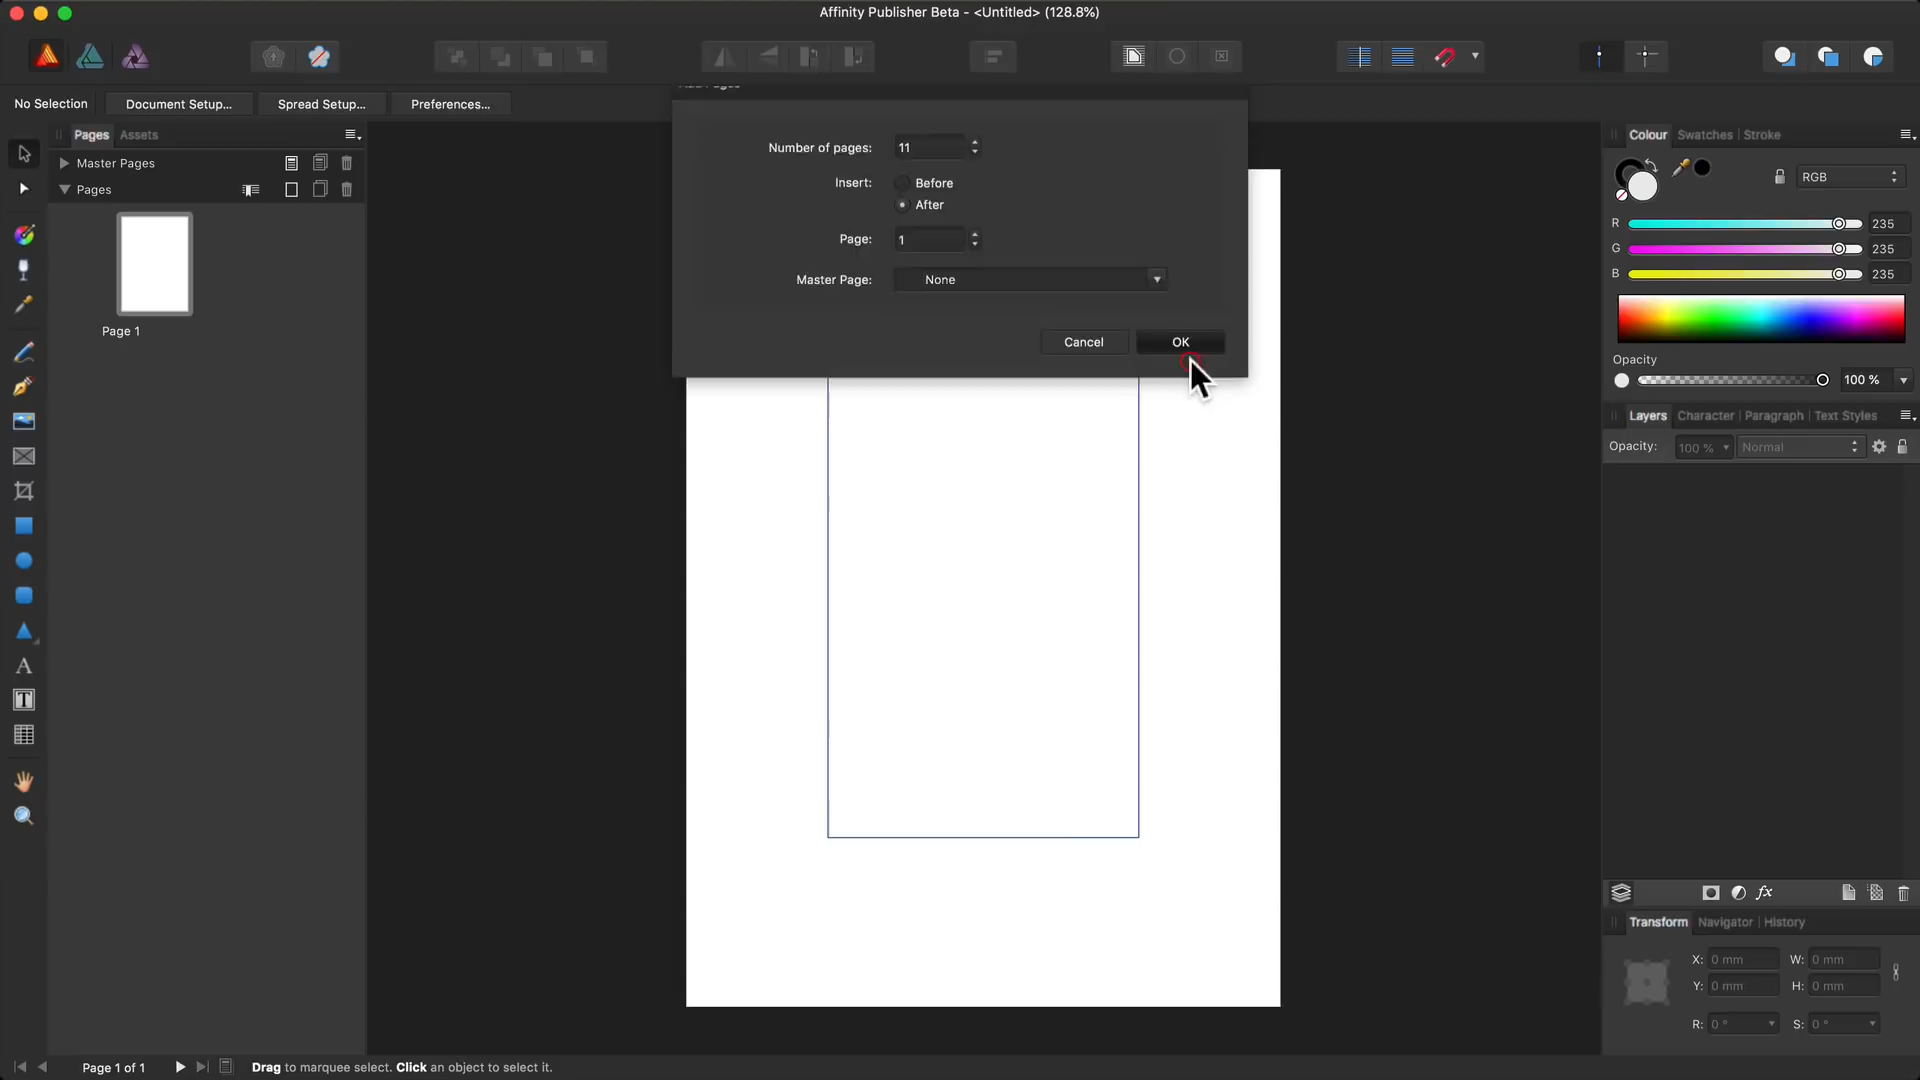 Affinity Publisher Beta - <Untitled> (128.8%)
No Selection
Document Setup...
Spread Setup...
Preferences...
Pages
Assets
Master Pages
Pages
Page 1
Add Pages
Number of pages:
11
Insert:
Before
After
Page:
1
Master Page:
None
Cancel
OK
Colour
Swatches
Stroke
RGB
R
235
G
235
B
235
Opacity
100 %
Layers
Character
Paragraph
Text Styles
Opacity:
100 %
Normal
fx
Transform
Navigator
History
X: 0 mm
W: 0 mm
Y: 0 mm
H: 0 mm
R: 0 °
S: 0 °
A
T
Page 1 of 1
Drag to marquee select. Click an object to select it.